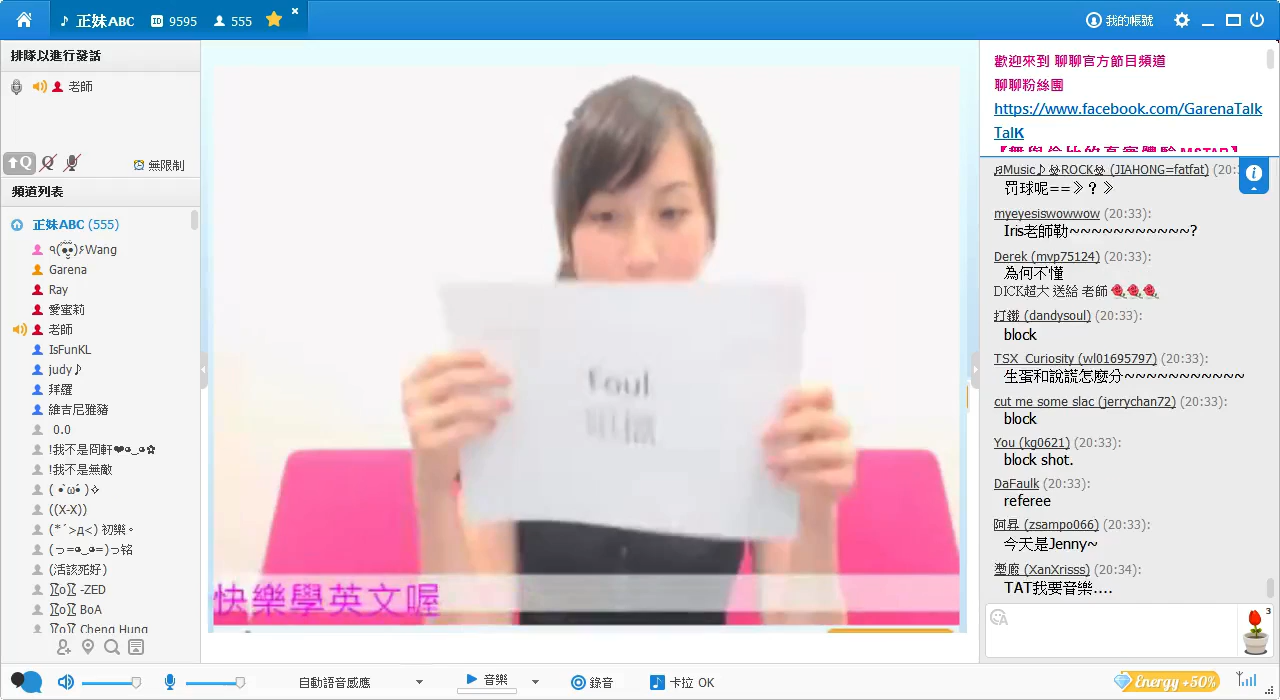 正妹ABC 9595 555
我的帳號
排隊以進行發話
老師
無限制
頻道列表
正妹ABC (555)
Wang
Garena
Ray
愛蜜莉
老師
IsFunKL
judy♪
拜羅
維吉尼雅豬
0.0
!我不是無敵
((X-X))
(活該死好)
-ZED
BoA
Cheng Hung
Foul
快樂學英文喔
歡迎來到 聊聊官方節目頻道
聊聊粉絲團
https://www.facebook.com/GarenaTalk
TalK
(JIAHONG=fatfat)
罰球呢==》?》
myeyesiswowwow (20:33):
Iris老師勒~~~~~~~~~~~?
Derek (mvp75124) (20:33):
為何不懂
DICK超大 送給 老師
打鐵 (dandysoul) (20:33):
block
TSX_Curiosity (wl01695797) (20:33):
生蛋和說謊怎麼分~~~~~~~~~~~
cut me some slac (jerrychan72) (20:33):
block
You (kg0621) (20:33):
block shot.
DaFaulk (20:33):
referee
阿昇 (zsampo066) (20:33):
今天是Jenny~
(XanXrisss) (20:34):
TAT我要音樂....
3
自動語音感應
音樂
錄音
卡拉 OK
Energy +50%